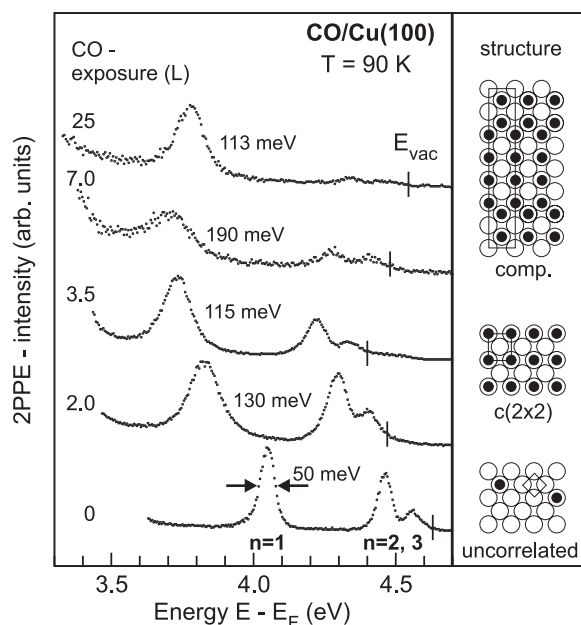 CO/Cu(100)
T = 90 K
CO -
exposure (L)
structure
25
113 meV
E_vac
7.0
190 meV
comp.
3.5
115 meV
2.0
130 meV
c(2x2)
0
50 meV
n=1
n=2, 3
uncorrelated
3.5
4.0
4.5
Energy E - E_F (eV)
2PPE - intensity (arb. units)